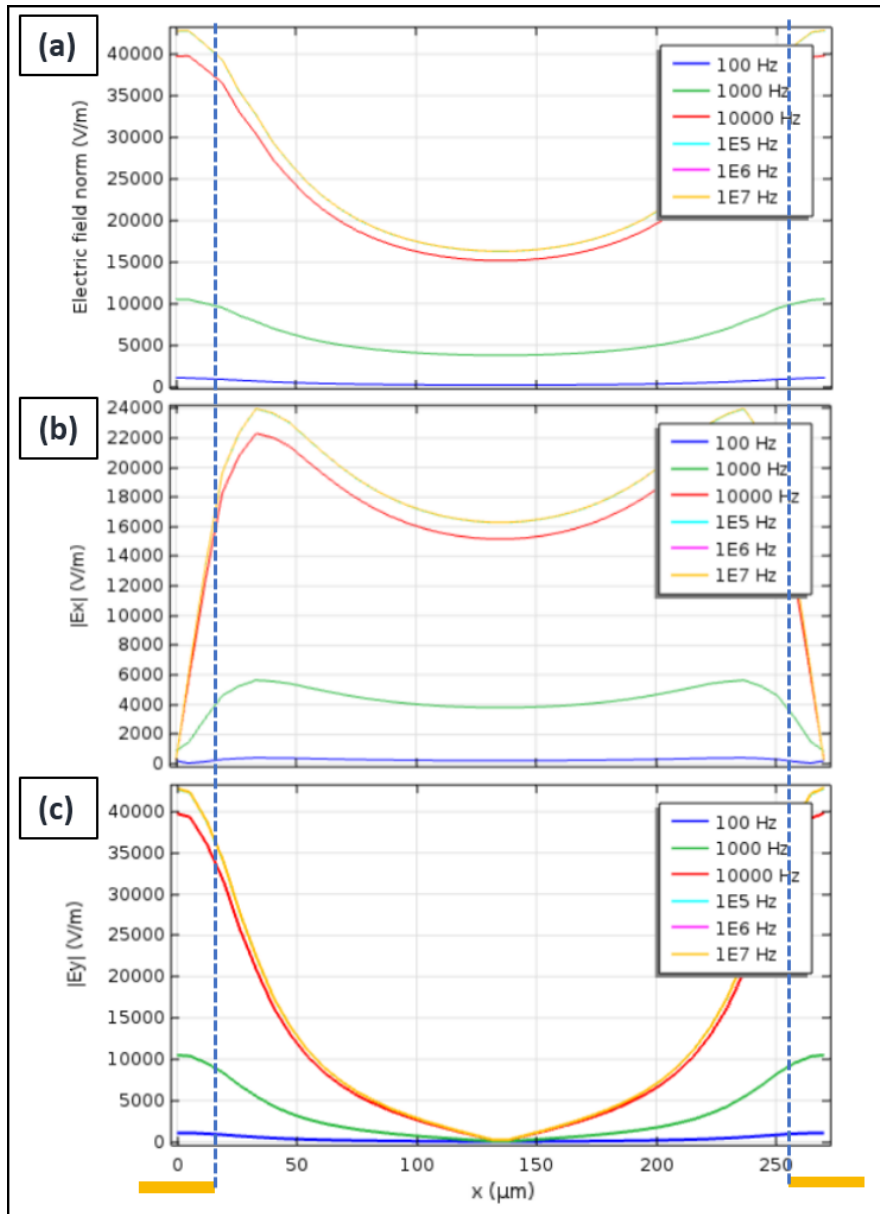 (a)
Electric field norm (V/m)
40000
35000
30000
25000
20000
15000
10000
5000
0
100 Hz
1000 Hz
10000 Hz
1E5 Hz
1E6 Hz
1E7 Hz
(b)
|Ex| (V/m)
24000
22000
20000
18000
16000
14000
12000
10000
8000
6000
4000
2000
0
100 Hz
1000 Hz
10000 Hz
1E5 Hz
1E6 Hz
1E7 Hz
(c)
|Ey| (V/m)
40000
35000
30000
25000
20000
15000
10000
5000
0
100 Hz
1000 Hz
10000 Hz
1E5 Hz
1E6 Hz
1E7 Hz
0 50 100 150 200 250
x (μm)